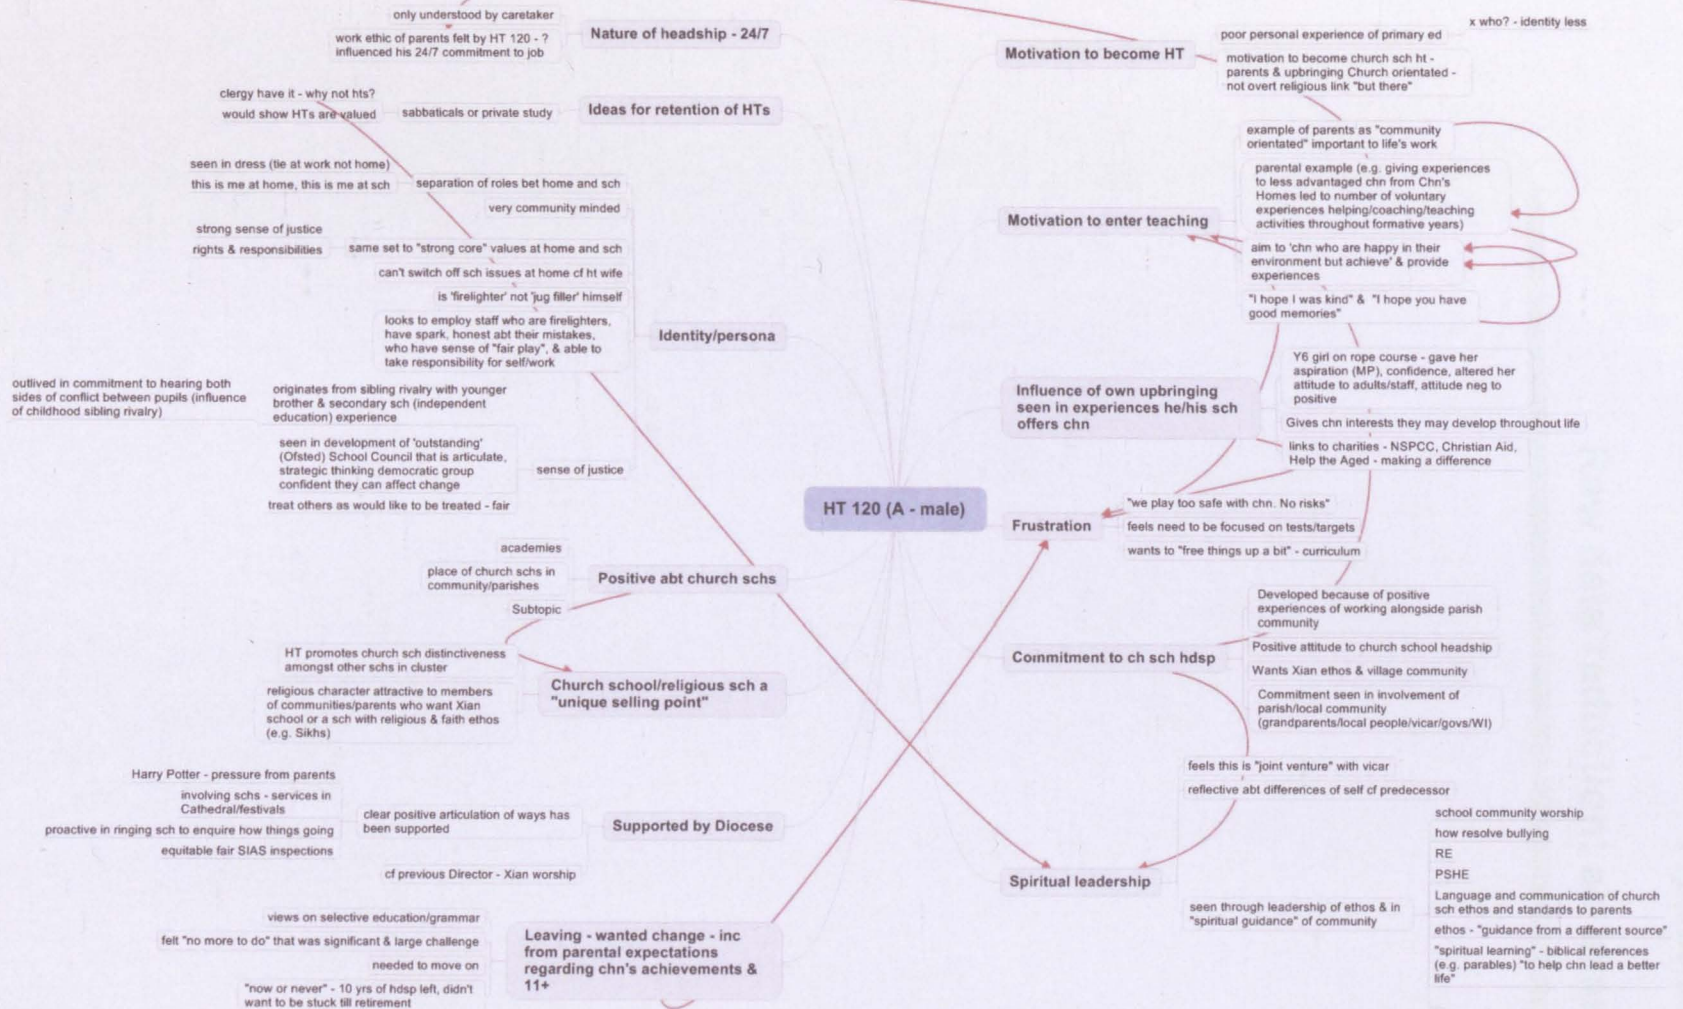 only understood by caretaker
work ethic of parents felt by HT 120 - ?
influenced his 24/7 commitment to job
Nature of headship - 24/7
clergy have it - why not hts?
would show HTs are valued
sabbaticals or private study
Ideas for retention of HTs
seen in dress (tie at work not home)
this is me at home, this is me at sch
separation of roles bet home and sch
very community minded
strong sense of justice
rights & responsibilities
same set to "strong core" values at home and sch
can't switch off sch issues at home cf ht wife
is 'firelighter' not 'jug filler' himself
looks to employ staff who are firelighters,
have spark, honest abt their mistakes,
who have sense of "fair play", & able to
take responsibility for self/work
Identity/persona
outlived in commitment to hearing both
sides of conflict between pupils (influence
of childhood sibling rivalry)
originates from sibling rivalry with younger
brother & secondary sch (independent
education) experience
seen in development of 'outstanding'
(Ofsted) School Council that is articulate,
strategic thinking democratic group
confident they can affect change
sense of justice
treat others as would like to be treated - fair
academies
place of church schs in
community/parishes
Subtopic
Positive abt church schs
HT promotes church sch distinctiveness
amongst other schs in cluster
religious character attractive to members
of communities/parents who want Xian
school or a sch with religious & faith ethos
(e.g. Sikhs)
Church school/religious sch a
"unique selling point"
Harry Potter - pressure from parents
involving schs - services in
Cathedral/festivals
proactive in ringing sch to enquire how things going
equitable fair SIAS inspections
clear positive articulation of ways has
been supported
cf previous Director - Xian worship
Supported by Diocese
views on selective education/grammar
felt "no more to do" that was significant & large challenge
needed to move on
"now or never" - 10 yrs of hdsp left, didn't
want to be stuck till retirement
Leaving - wanted change - inc
from parental expectations
regarding chn's achievements &
11+
HT 120 (A - male)
Motivation to become HT
poor personal experience of primary ed
x who? - identity less
motivation to become church sch ht -
parents & upbringing Church orientated -
not overt religious link "but there"
Motivation to enter teaching
example of parents as "community
orientated" important to life's work
parental example (e.g. giving experiences
to less advantaged chn from Chn's
Homes led to number of voluntary
experiences helping/coaching/teaching
activities throughout formative years)
aim to 'chn who are happy in their
environment but achieve' & provide
experiences
"I hope I was kind" & "I hope you have
good memories"
Influence of own upbringing
seen in experiences he/his sch
offers chn
Y6 girl on rope course - gave her
aspiration (MP), confidence, altered her
attitude to adults/staff, attitude neg to
positive
Gives chn interests they may develop throughout life
links to charities - NSPCC, Christian Aid,
Help the Aged - making a difference
Frustration
"we play too safe with chn. No risks"
feels need to be focused on tests/targets
wants to "free things up a bit" - curriculum
Commitment to ch sch hdsp
Developed because of positive
experiences of working alongside parish
community
Positive attitude to church school headship
Wants Xian ethos & village community
Commitment seen in involvement of
parish/local community
(grandparents/local people/vicar/govs/WI)
Spiritual leadership
feels this is "joint venture" with vicar
reflective abt differences of self cf predecessor
seen through leadership of ethos & in
"spiritual guidance" of community
school community worship
how resolve bullying
RE
PSHE
Language and communication of church
sch ethos and standards to parents
ethos - "guidance from a different source"
"spiritual learning" - biblical references
(e.g. parables) "to help chn lead a better
life"